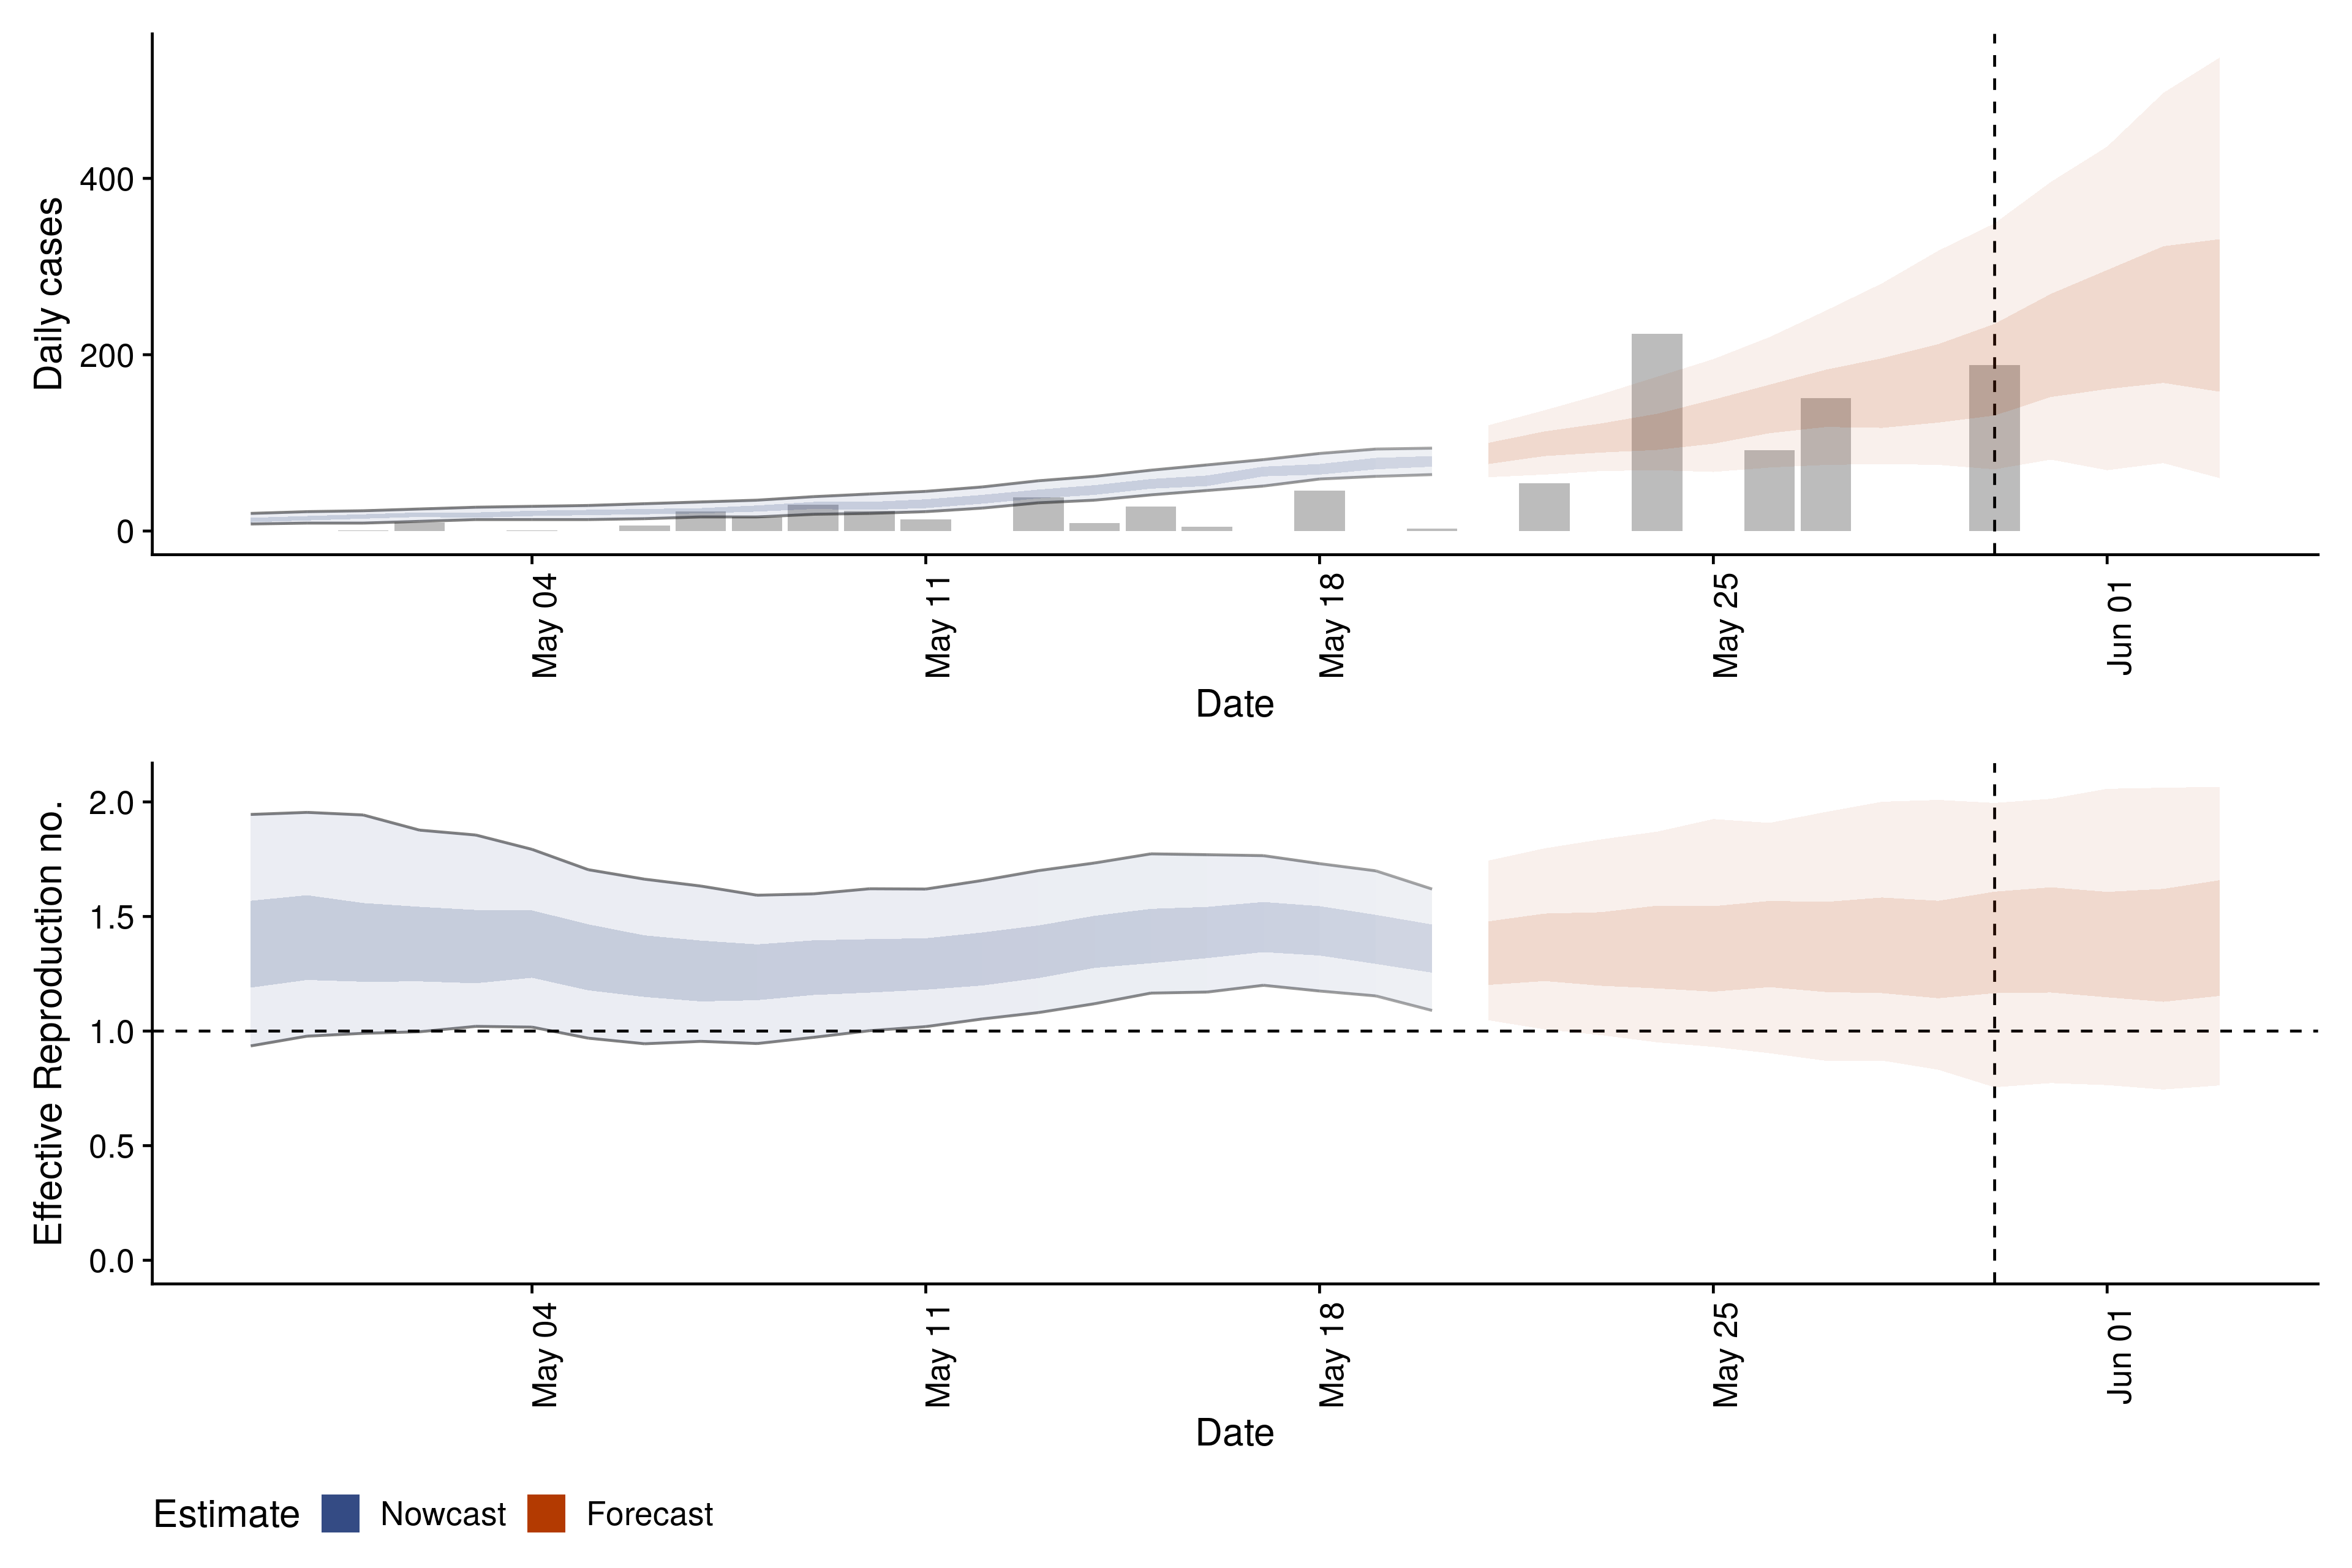 Daily cases
400
200
0
May 04
May 11
May 18
May 25
Jun 01
Date
Effective Reproduction no.
2.0
1.5
1.0
0.5
0.0
May 04
May 11
May 18
May 25
Jun 01
Date
Estimate Nowcast Forecast